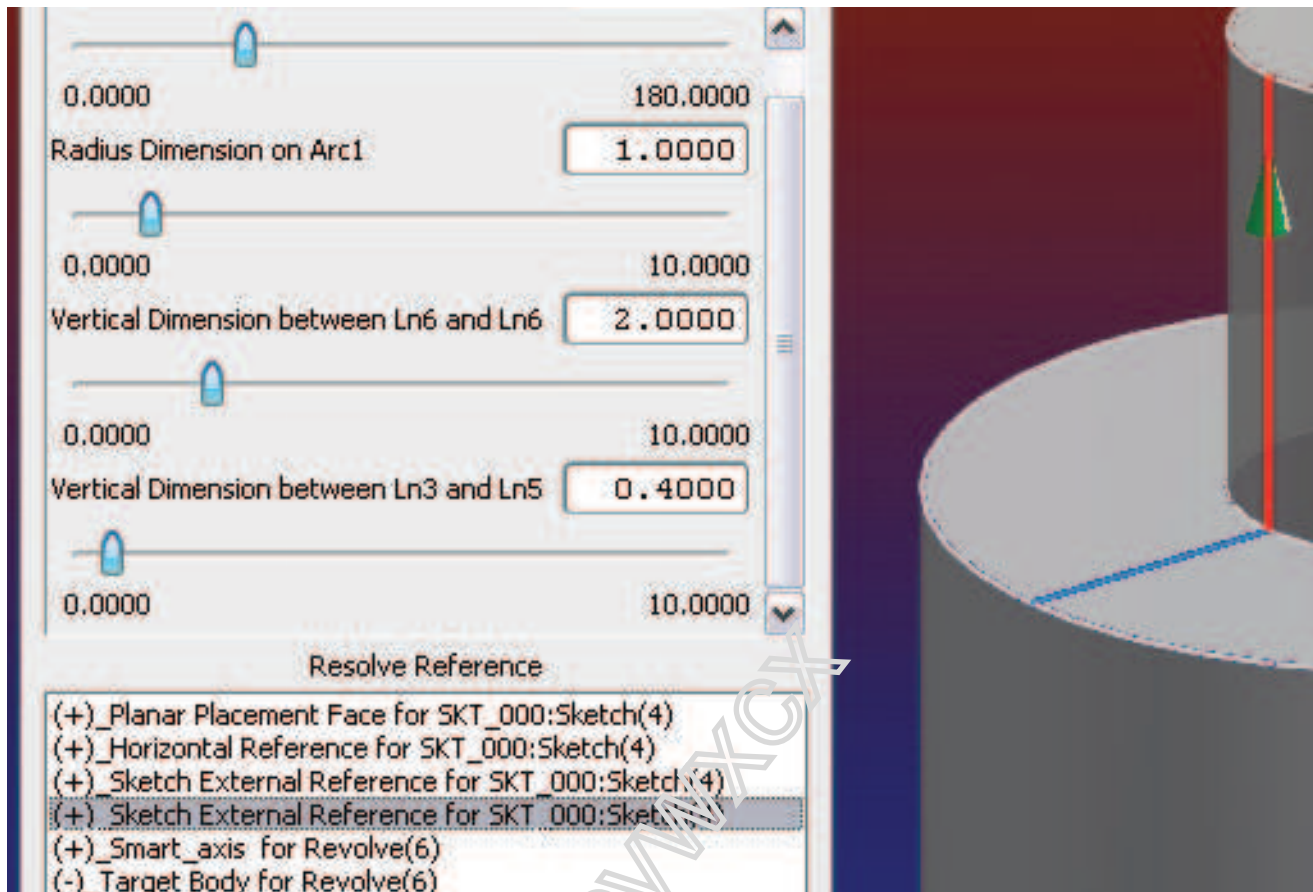 0.0000 180.0000
Radius Dimension on Arc1 1.0000
0.0000 10.0000
Vertical Dimension between Ln6 and Ln6 2.0000
0.0000 10.0000
Vertical Dimension between Ln3 and Ln5 0.4000
0.0000 10.0000
Resolve Reference
(+)_Planar Placement Face for SKT_000:Sketch(4)
(+)_Horizontal Reference for SKT_000:Sketch(4)
(+)_Sketch External Reference for SKT_000:Sketch(4)
(+)_Sketch External Reference for SKT_000:
(+)_Smart_axis for Revolve(6)
(-)_Target Body for Revolve(6)